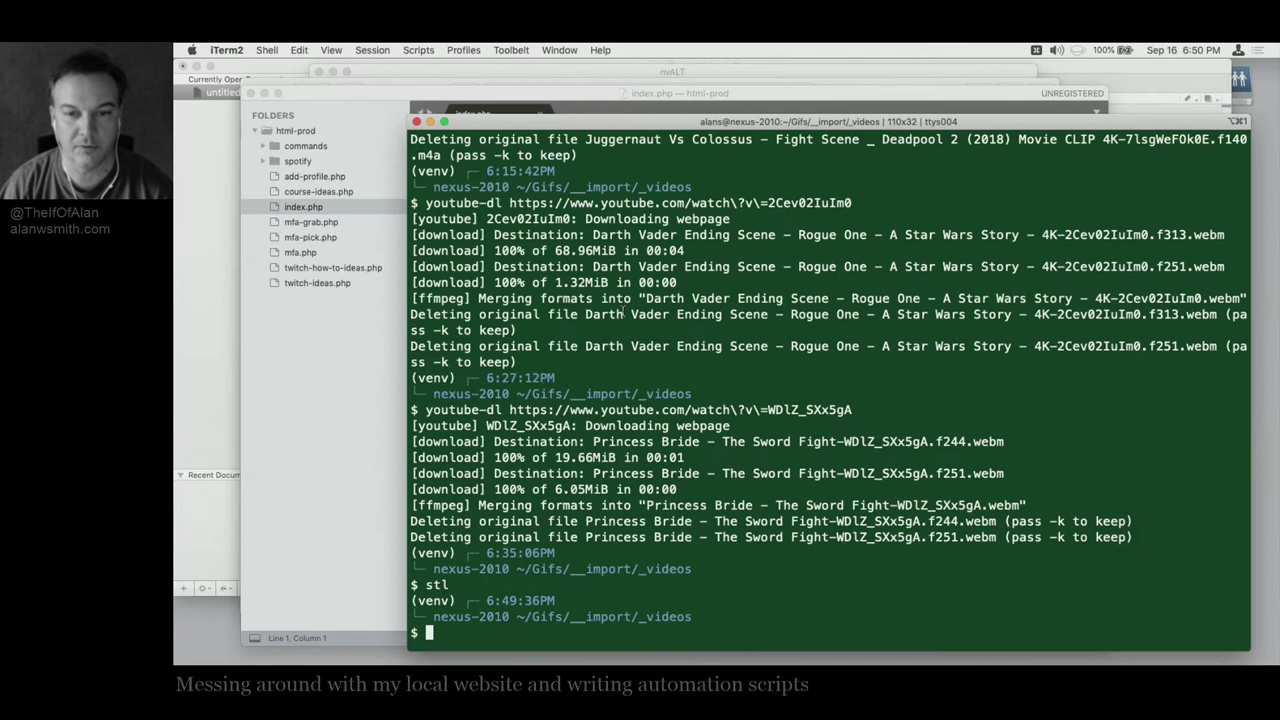 iTerm2 Shell Edit View Session Scripts Profiles Toolbelt Window Help 100% Sep 16 6:50 PM
nvALT
Currently Open
untitled
index.php — html-prod UNREGISTERED
index.php
FOLDERS
html-prod
commands
spotify
add-profile.php
course-ideas.php
index.php
mfa-grab.php
mfa-pick.php
mfa.php
twitch-how-to-ideas.php
twitch-ideas.php
Recent Docum
Line 1, Column 1
alans@nexus-2010:~/Gifs/__import/_videos | 110x32 | ttys004 ⌥⌘1
Deleting original file Juggernaut Vs Colossus – Fight Scene _ Deadpool 2 (2018) Movie CLIP 4K-7lsgWeFOk0E.f140
.m4a (pass -k to keep)
(venv) ┌─ 6:15:42PM
└─ nexus-2010 ~/Gifs/__import/_videos
$ youtube-dl https://www.youtube.com/watch\?v\=2Cev02IuIm0
[youtube] 2Cev02IuIm0: Downloading webpage
[download] Destination: Darth Vader Ending Scene – Rogue One – A Star Wars Story – 4K-2Cev02IuIm0.f313.webm
[download] 100% of 68.96MiB in 00:04
[download] Destination: Darth Vader Ending Scene – Rogue One – A Star Wars Story – 4K-2Cev02IuIm0.f251.webm
[download] 100% of 1.32MiB in 00:00
[ffmpeg] Merging formats into "Darth Vader Ending Scene – Rogue One – A Star Wars Story – 4K-2Cev02IuIm0.webm"
Deleting original file Darth Vader Ending Scene – Rogue One – A Star Wars Story – 4K-2Cev02IuIm0.f313.webm (pa
ss -k to keep)
Deleting original file Darth Vader Ending Scene – Rogue One – A Star Wars Story – 4K-2Cev02IuIm0.f251.webm (pa
ss -k to keep)
(venv) ┌─ 6:27:12PM
└─ nexus-2010 ~/Gifs/__import/_videos
$ youtube-dl https://www.youtube.com/watch\?v\=WDlZ_SXx5gA
[youtube] WDlZ_SXx5gA: Downloading webpage
[download] Destination: Princess Bride – The Sword Fight-WDlZ_SXx5gA.f244.webm
[download] 100% of 19.66MiB in 00:01
[download] Destination: Princess Bride – The Sword Fight-WDlZ_SXx5gA.f251.webm
[download] 100% of 6.05MiB in 00:00
[ffmpeg] Merging formats into "Princess Bride – The Sword Fight-WDlZ_SXx5gA.webm"
Deleting original file Princess Bride – The Sword Fight-WDlZ_SXx5gA.f244.webm (pass -k to keep)
Deleting original file Princess Bride – The Sword Fight-WDlZ_SXx5gA.f251.webm (pass -k to keep)
(venv) ┌─ 6:35:06PM
└─ nexus-2010 ~/Gifs/__import/_videos
$ stl
(venv) ┌─ 6:49:36PM
└─ nexus-2010 ~/Gifs/__import/_videos
$
@TheIfOfAlan
alanwsmith.com
Messing around with my local website and writing automation scripts